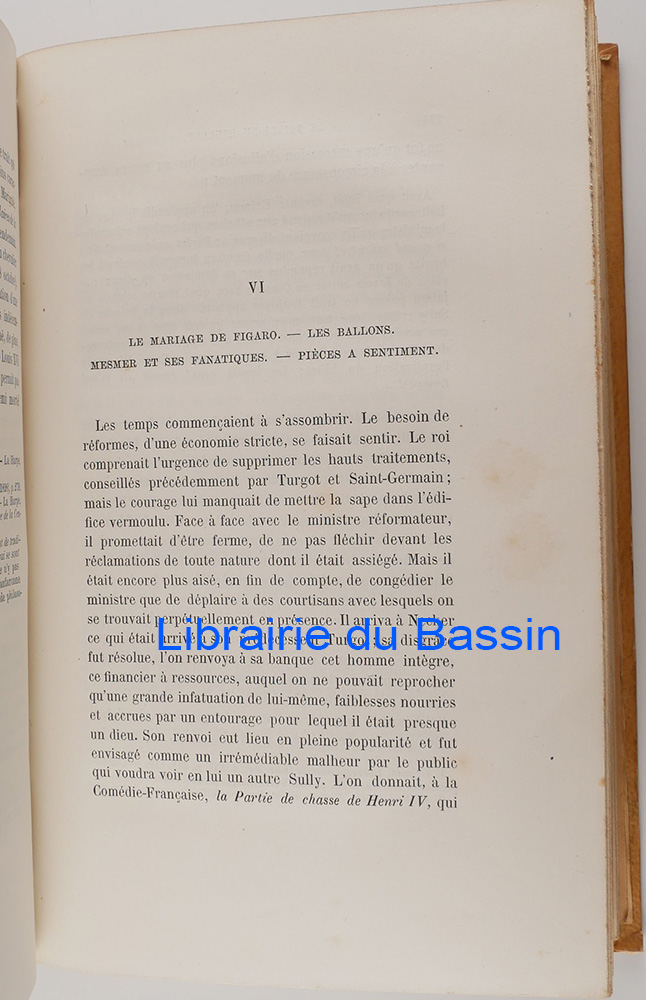 VI
LE MARIAGE DE FIGARO. — LES BALLONS.
MESMER ET SES FANATIQUES. — PIÈCES A SENTIMENT.
Les temps commençaient à s'assombrir. Le besoin de
réformes, d'une économie stricte, se faisait sentir. Le roi
comprenait l'urgence de supprimer les hauts traitements,
conseillés précédemment par Turgot et Saint-Germain ;
mais le courage lui manquait de mettre la sape dans l'édi-
fice vermoulu. Face à face avec le ministre réformateur,
il promettait d'être ferme, de ne pas fléchir devant les
réclamations de toute nature dont il était assiégé. Mais il
était encore plus aisé, en fin de compte, de congédier le
ministre que de déplaire à des courtisans avec lesquels on
se trouvait perpétuellement en présence. Il arriva à Necker
ce qui était arrivé à son prédécesseur Turgot ; sa disgrâce
fut résolue, l'on renvoya à sa banque cet homme intègre,
ce financier à ressources, auquel on ne pouvait reprocher
qu'une grande infatuation de lui-même, faiblesses nourries
et accrues par un entourage pour lequel il était presque
un dieu. Son renvoi eut lieu en pleine popularité et fut
envisagé comme un irrémédiable malheur par le public
qui voudra voir en lui un autre Sully. L'on donnait, à la
Comédie-Française, la Partie de chasse de Henri IV, qui
Librairie du Bassin